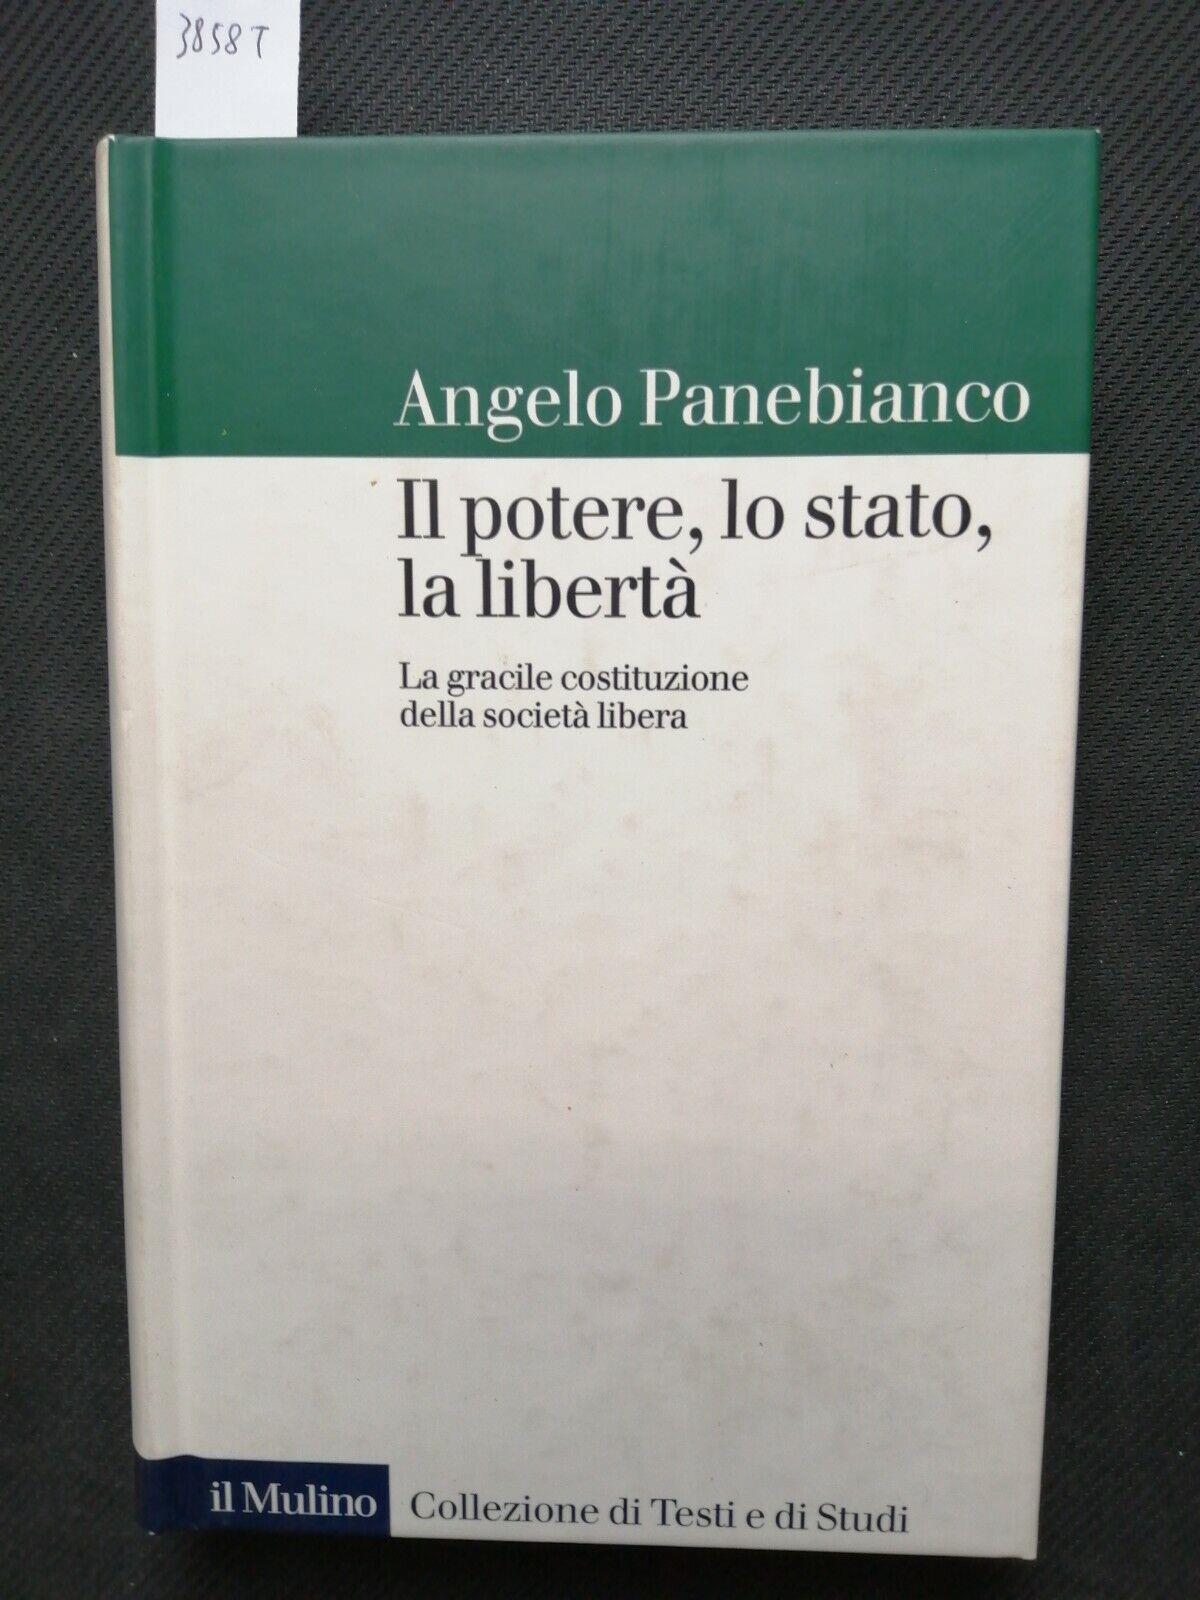 3858T
Angelo Panebianco
Il potere, lo stato,
la libertà
La gracile costituzione
della società libera
il Mulino
Collezione di Testi e di Studi